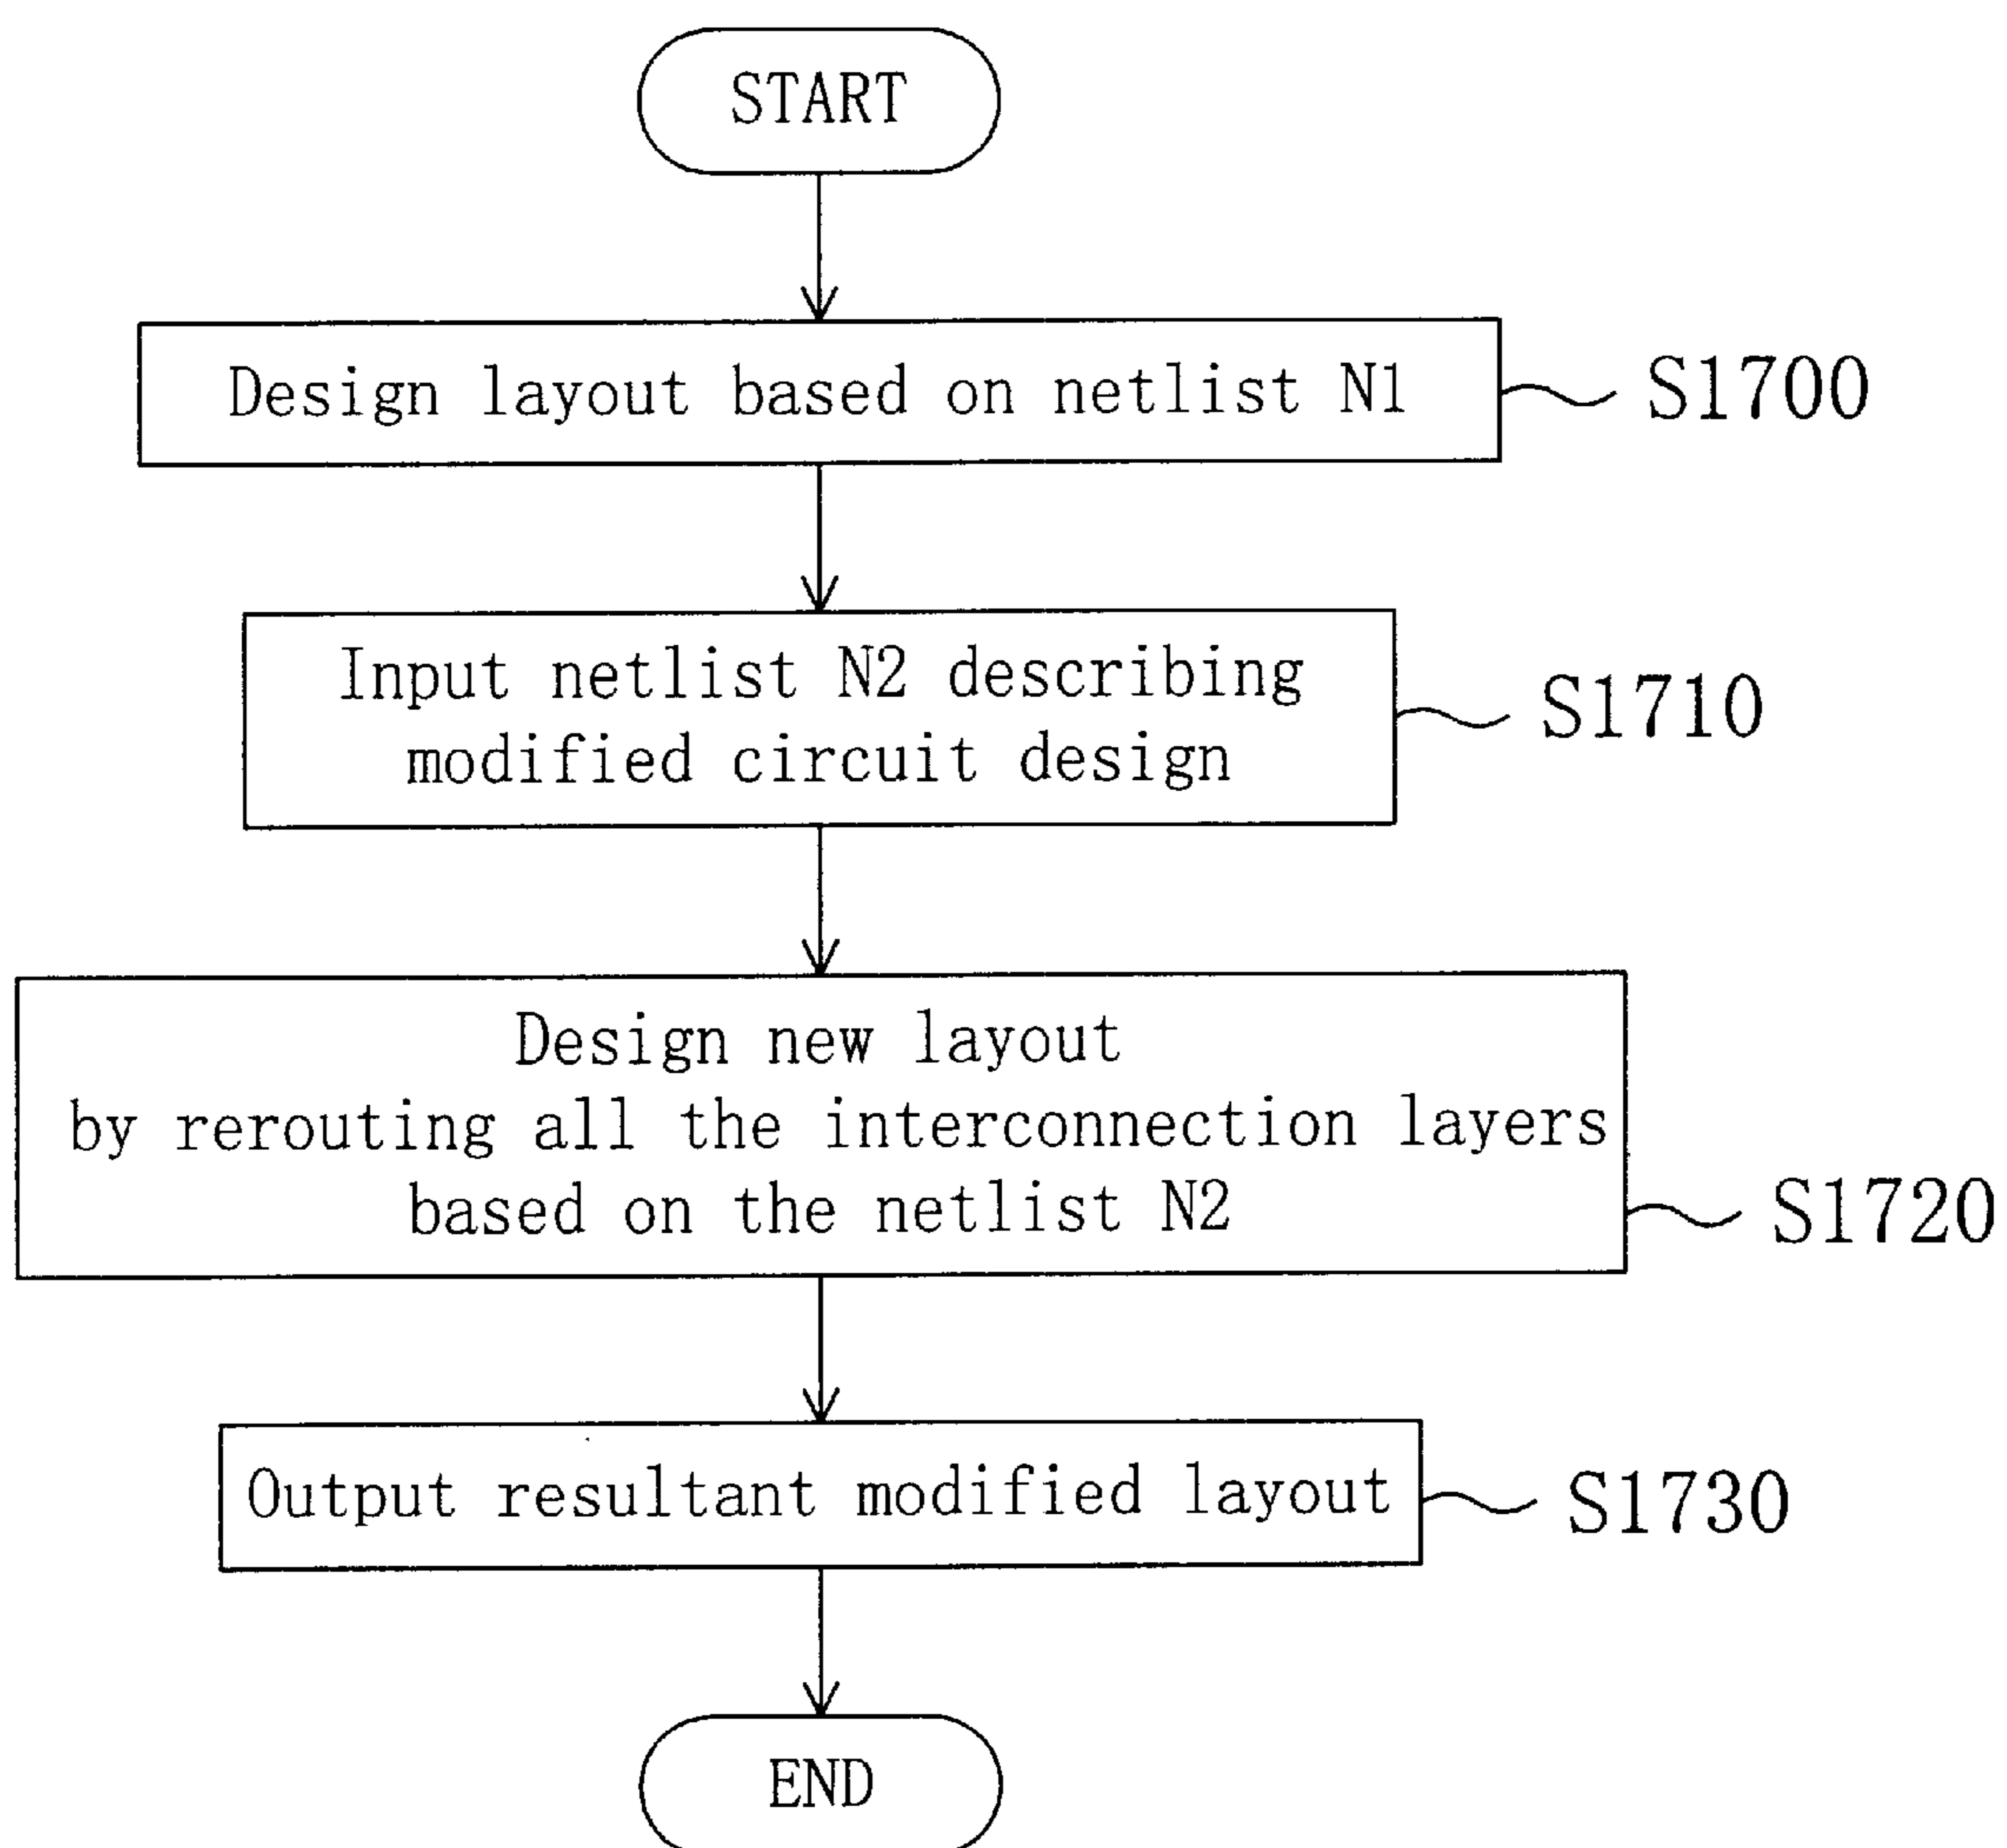 START
Design layout based on netlist N1
S1700
Input netlist N2 describing
modified circuit design
S1710
Design new layout
by rerouting all the interconnection layers
based on the netlist N2
S1720
Output resultant modified layout
S1730
END